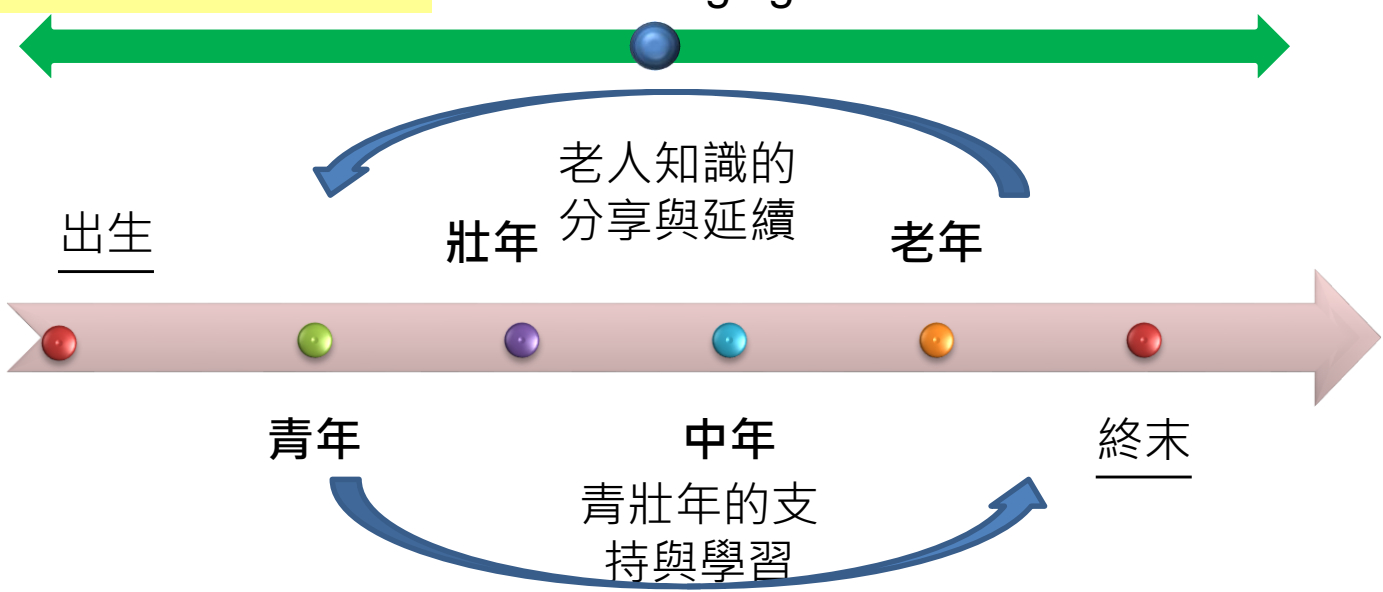 老人知識的
分享與延續
出生
壯年
老年
青年
中年
終末
青壯年的支
持與學習